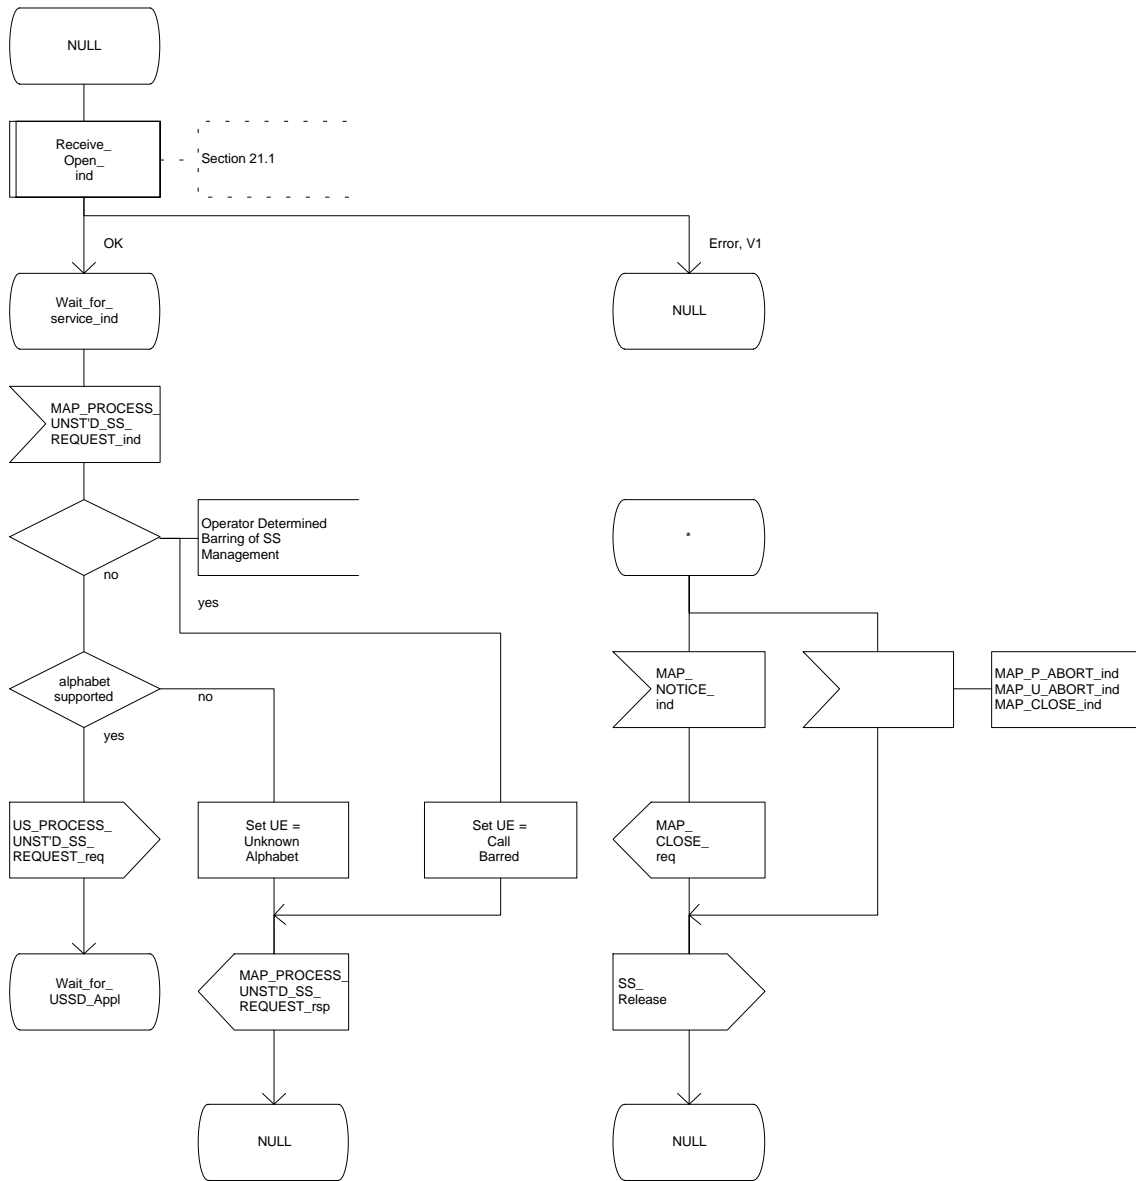 NULL
Receive_
Open_
ind
Section 21.1
OK
Error, V1
Wait_for_
service_ind
NULL
MAP_PROCESS_
UNST'D_SS_
REQUEST_ind
Operator Determined
Barring of SS
Management
*
no
yes
alphabet
supported
no
yes
MAP_
NOTICE_
ind
MAP_P_ABORT_ind
MAP_U_ABORT_ind
MAP_CLOSE_ind
US_PROCESS_
UNST'D_SS_
REQUEST_req
Set UE =
Unknown
Alphabet
Set UE =
Call
Barred
MAP_
CLOSE_
req
Wait_for_
USSD_Appl
MAP_PROCESS_
UNST'D_SS_
REQUEST_rsp
SS_
Release
NULL
NULL